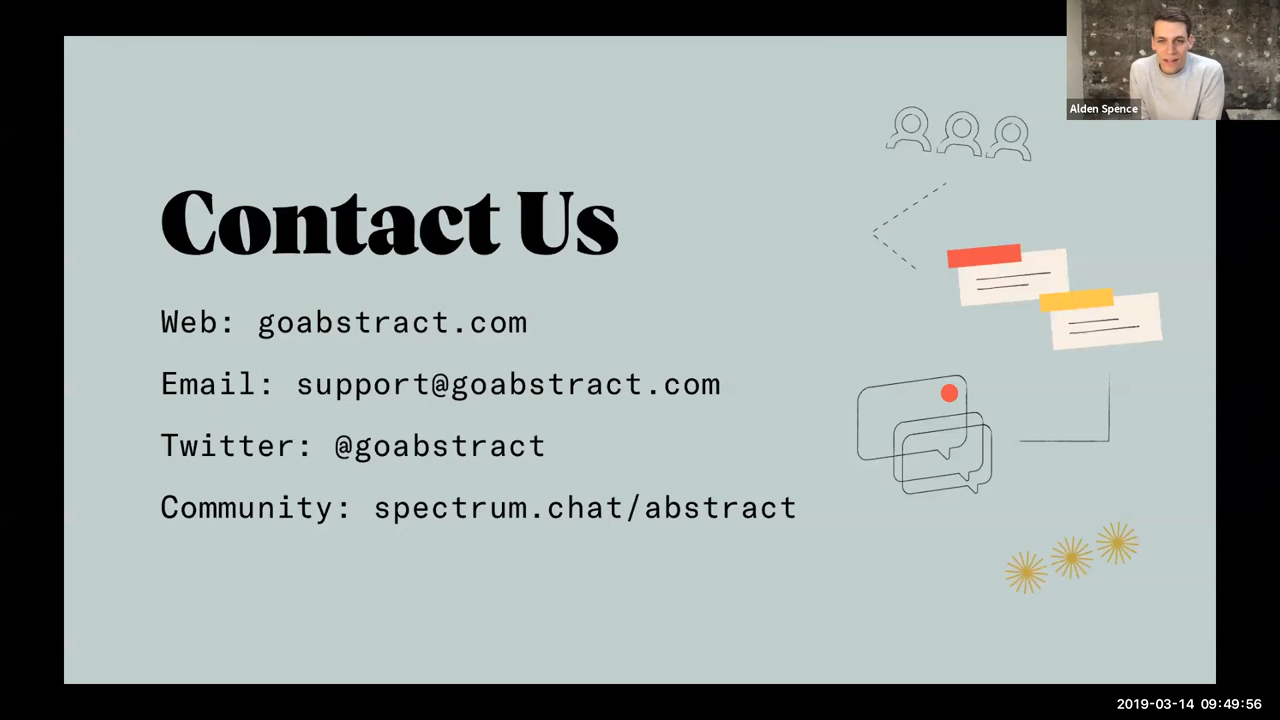 Alden Spence
Contact Us
Web: goabstract.com
Email: support@goabstract.com
Twitter: @goabstract
Community: spectrum.chat/abstract
2019-03-14 09:49:56